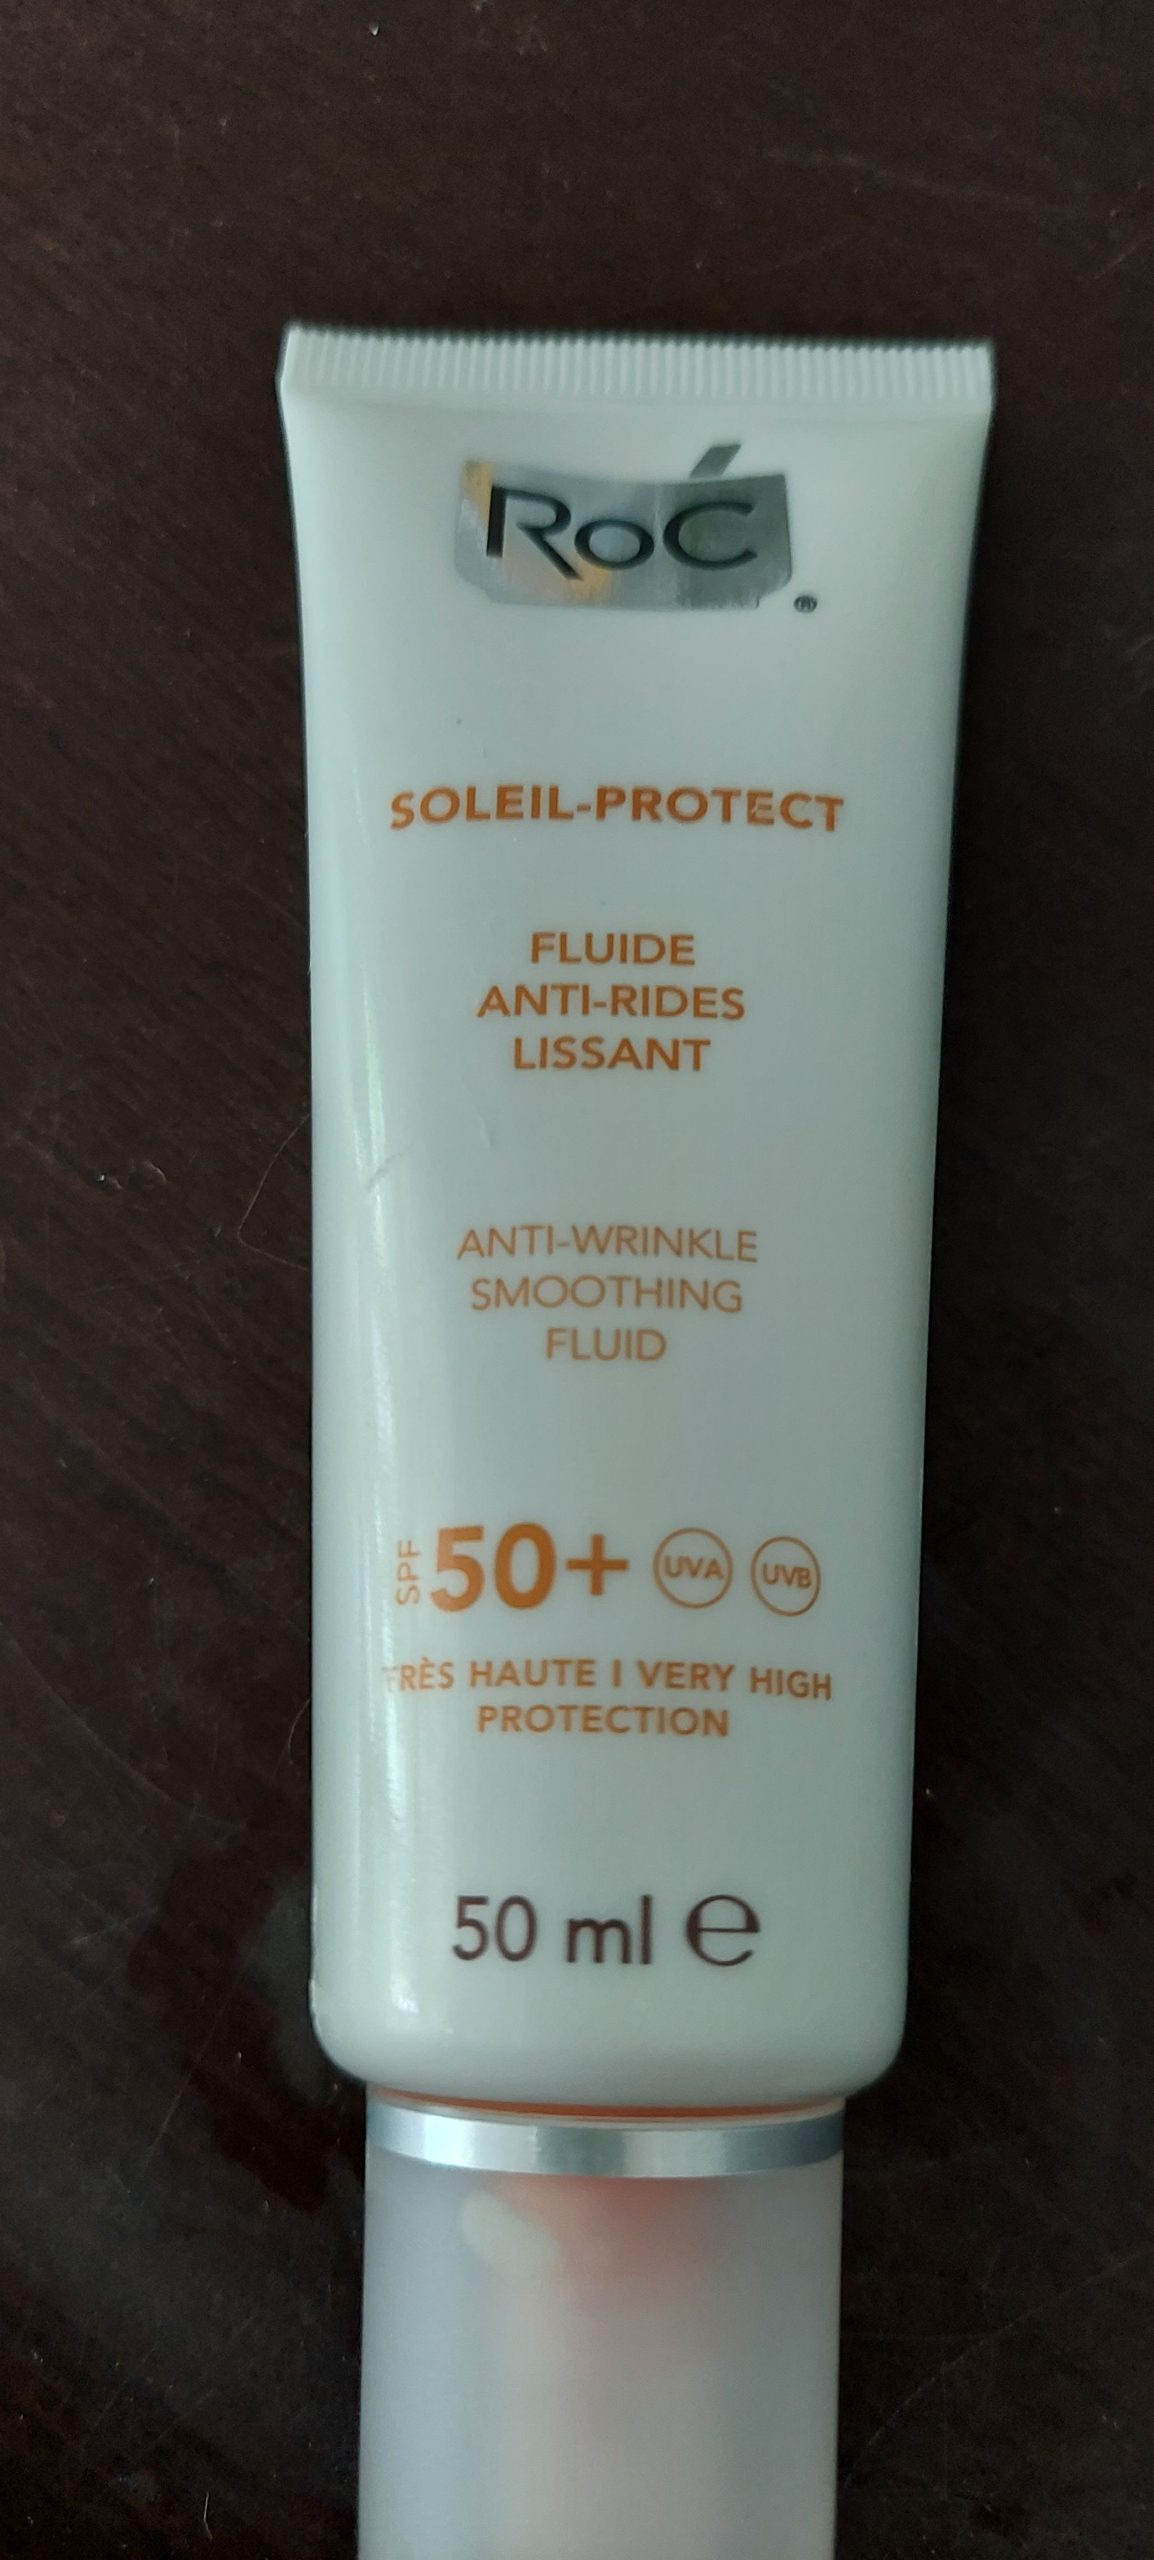 RoC
®
SOLEIL-PROTECT
FLUIDE
ANTI-RIDES
LISSANT
ANTI-WRINKLE
SMOOTHING
FLUID
SPF 50+ UVA UVB
TRÈS HAUTE I VERY HIGH
PROTECTION
50 ml ℮